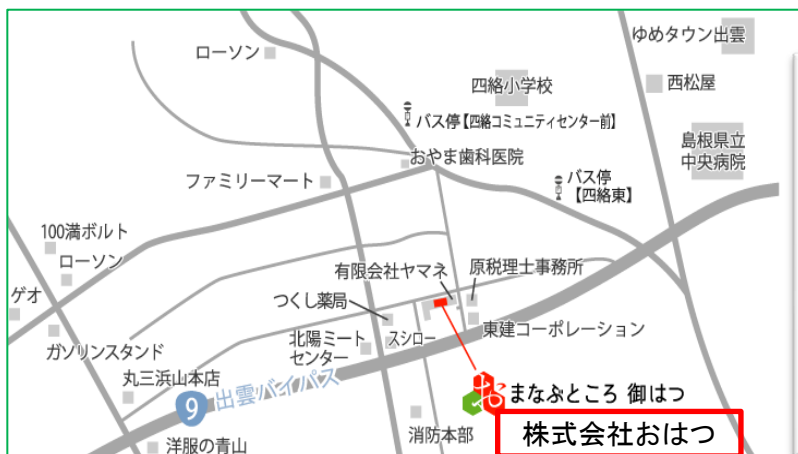 ゆめタウン出雲
ローソン
西松屋
四絡小学校
バス停【四絡コミュニティセンター前】
島根県立
中央病院
おやま歯科医院
バス停
【四絡東】
ファミリーマート
100満ボルト
ローソン
有限会社ヤマネ
原税理士事務所
ゲオ
つくし薬局
東建コーポレーション
北陽ミート
センター
スシロー
ガソリンスタンド
丸三浜山本店
9
出雲バイパス
お
まなぶところ 御はつ
消防本部
株式会社おはつ
洋服の青山